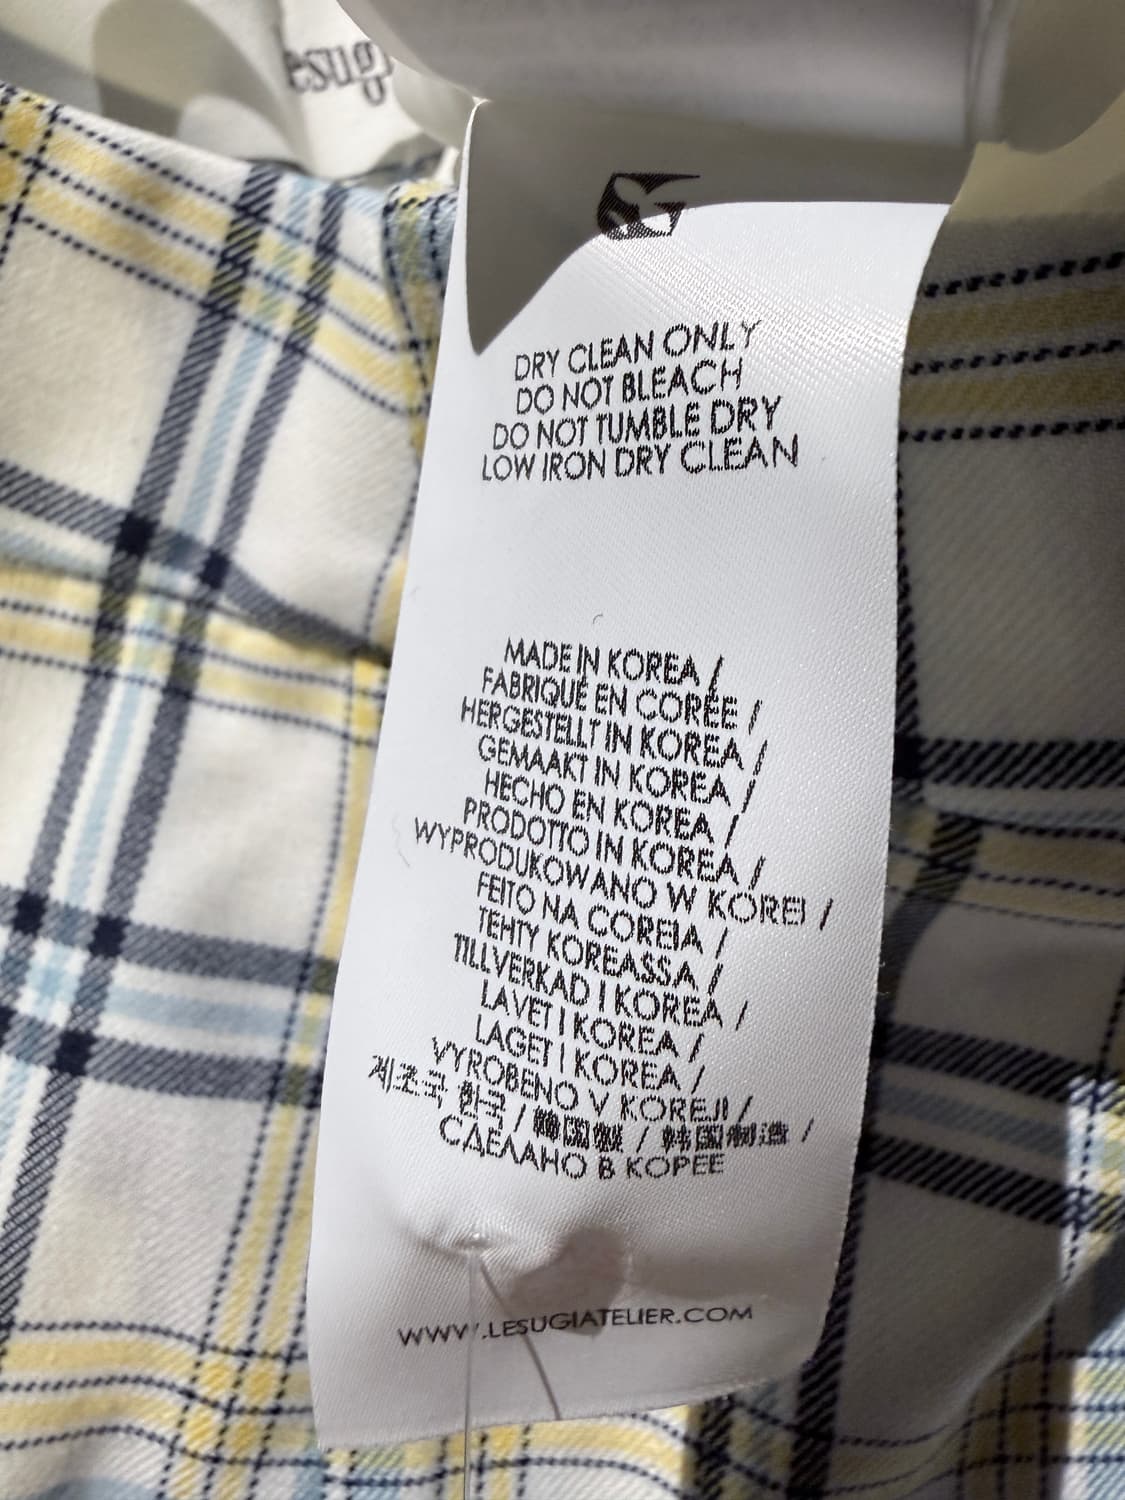 esug
DRY CLEAN ONLY
DO NOT BLEACH
DO NOT TUMBLE DRY
LOW IRON DRY CLEAN
MADE IN KOREA /
FABRIQUÉ EN CORÉE /
HERGESTELLT IN KOREA /
GEMAAKT IN KOREA /
HECHO EN KOREA /
PRODOTTO IN KOREA /
WYPRODUKOWANO W KOREI /
FEITO NA COREIA /
TEHTY KOREASSA /
TILLVERKAD I KOREA /
LAVET I KOREA /
LAGET I KOREA /
VYROBENO V KOREJI /
제조국 한국 / 韓国製 / 韩国制造 /
СДЕЛАНО В КОРЕЕ
WWW.LESUGIATELIER.COM